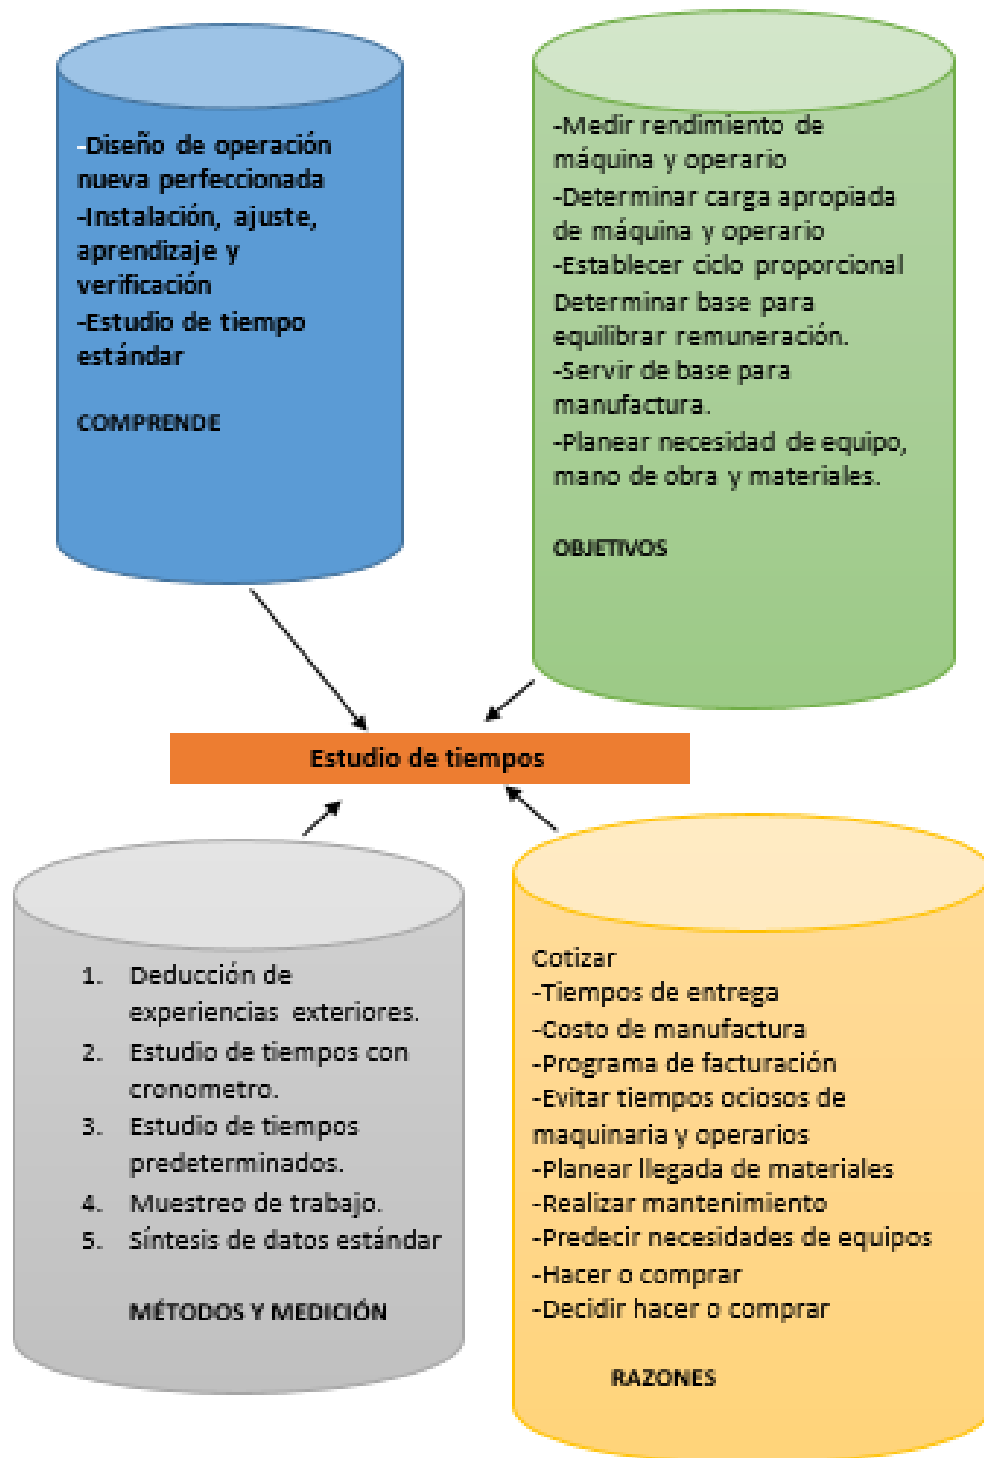 -Diseño de operación
nueva perfeccionada
-Instalación, ajuste,
aprendizaje y
verificación
-Estudio de tiempo
estándar
COMPRENDE
-Medir rendimiento de
máquina y operario
-Determinar carga apropiada
de máquina y operario
-Establecer ciclo proporcional
Determinar base para
equilibrar remuneración.
-Servir de base para
manufactura.
-Planear necesidad de equipo,
mano de obra y materiales.
OBJETIVOS
Estudio de tiempos
1. Deducción de
experiencias exteriores.
2. Estudio de tiempos con
cronometro.
3. Estudio de tiempos
predeterminados.
4. Muestreo de trabajo.
5. Síntesis de datos estándar
MÉTODOS Y MEDICIÓN
Cotizar
-Tiempos de entrega
-Costo de manufactura
-Programa de facturación
-Evitar tiempos ociosos de
maquinaria y operarios
-Planear llegada de materiales
-Realizar mantenimiento
-Predecir necesidades de equipos
-Hacer o comprar
-Decidir hacer o comprar
RAZONES